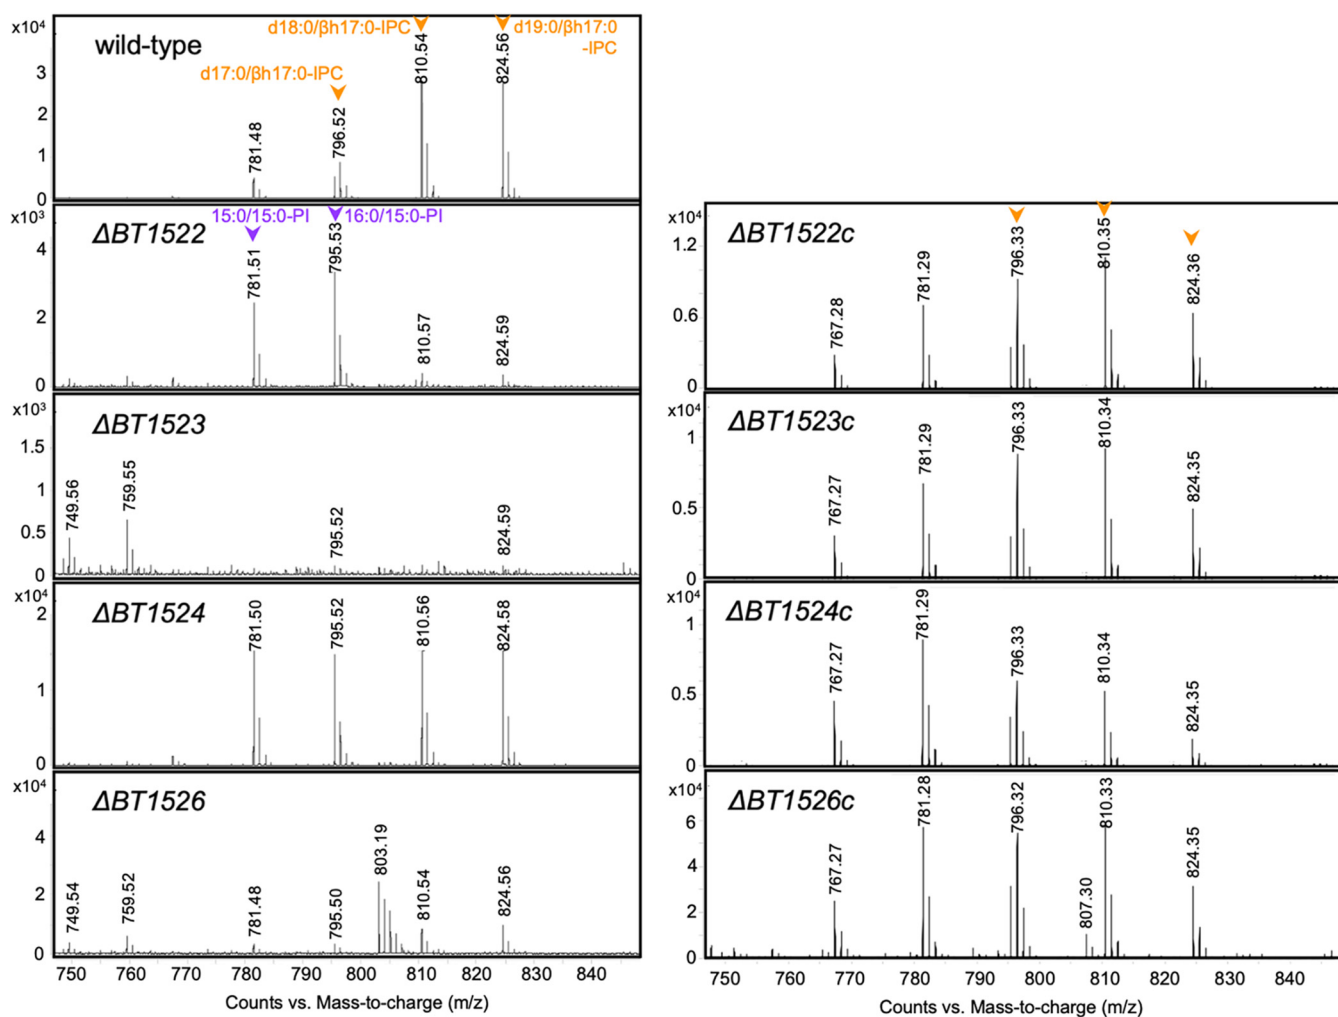 x10⁴
wild-type
d18:0/βh17:0-IPC
d19:0/βh17:0
-IPC
d17:0/βh17:0-IPC
3
2
1
0
781.48
796.52
810.54
824.56
x10³
ΔBT1522
15:0/15:0-PI
16:0/15:0-PI
4
2
0
781.51
795.53
810.57
824.59
x10³
ΔBT1523
1.5
1
0.5
0
749.56
759.55
795.52
824.59
x10⁴
ΔBT1524
2
1
0
781.50
795.52
810.56
824.58
x10⁴
ΔBT1526
4
2
0
749.54
759.52
781.48
795.50
803.19
810.54
824.56
750 760 770 780 790 800 810 820 830 840
Counts vs. Mass-to-charge (m/z)
x10⁴
ΔBT1522c
1.2
0.6
0
767.28
781.29
796.33
810.35
824.36
x10⁴
ΔBT1523c
1
0.5
0
767.27
781.29
796.33
810.34
824.35
x10⁴
ΔBT1524c
1
0.5
0
767.27
781.29
796.33
810.34
824.35
x10⁴
ΔBT1526c
6
4
2
0
767.27
781.28
796.32
807.30
810.33
824.35
750 760 770 780 790 800 810 820 830 840
Counts vs. Mass-to-charge (m/z)